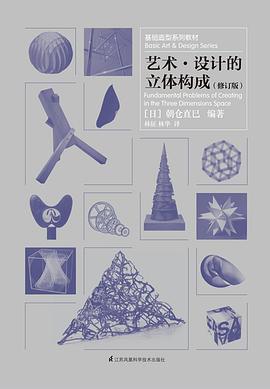 基础造型系列教材
Basic Art & Design Series
艺术·设计的
立体构成（修订版）
Fundamental Problems of Creating
in the Three Dimensions Space
［日］朝仓直巳 编著
林征 林华 译
江苏凤凰科学技术出版社